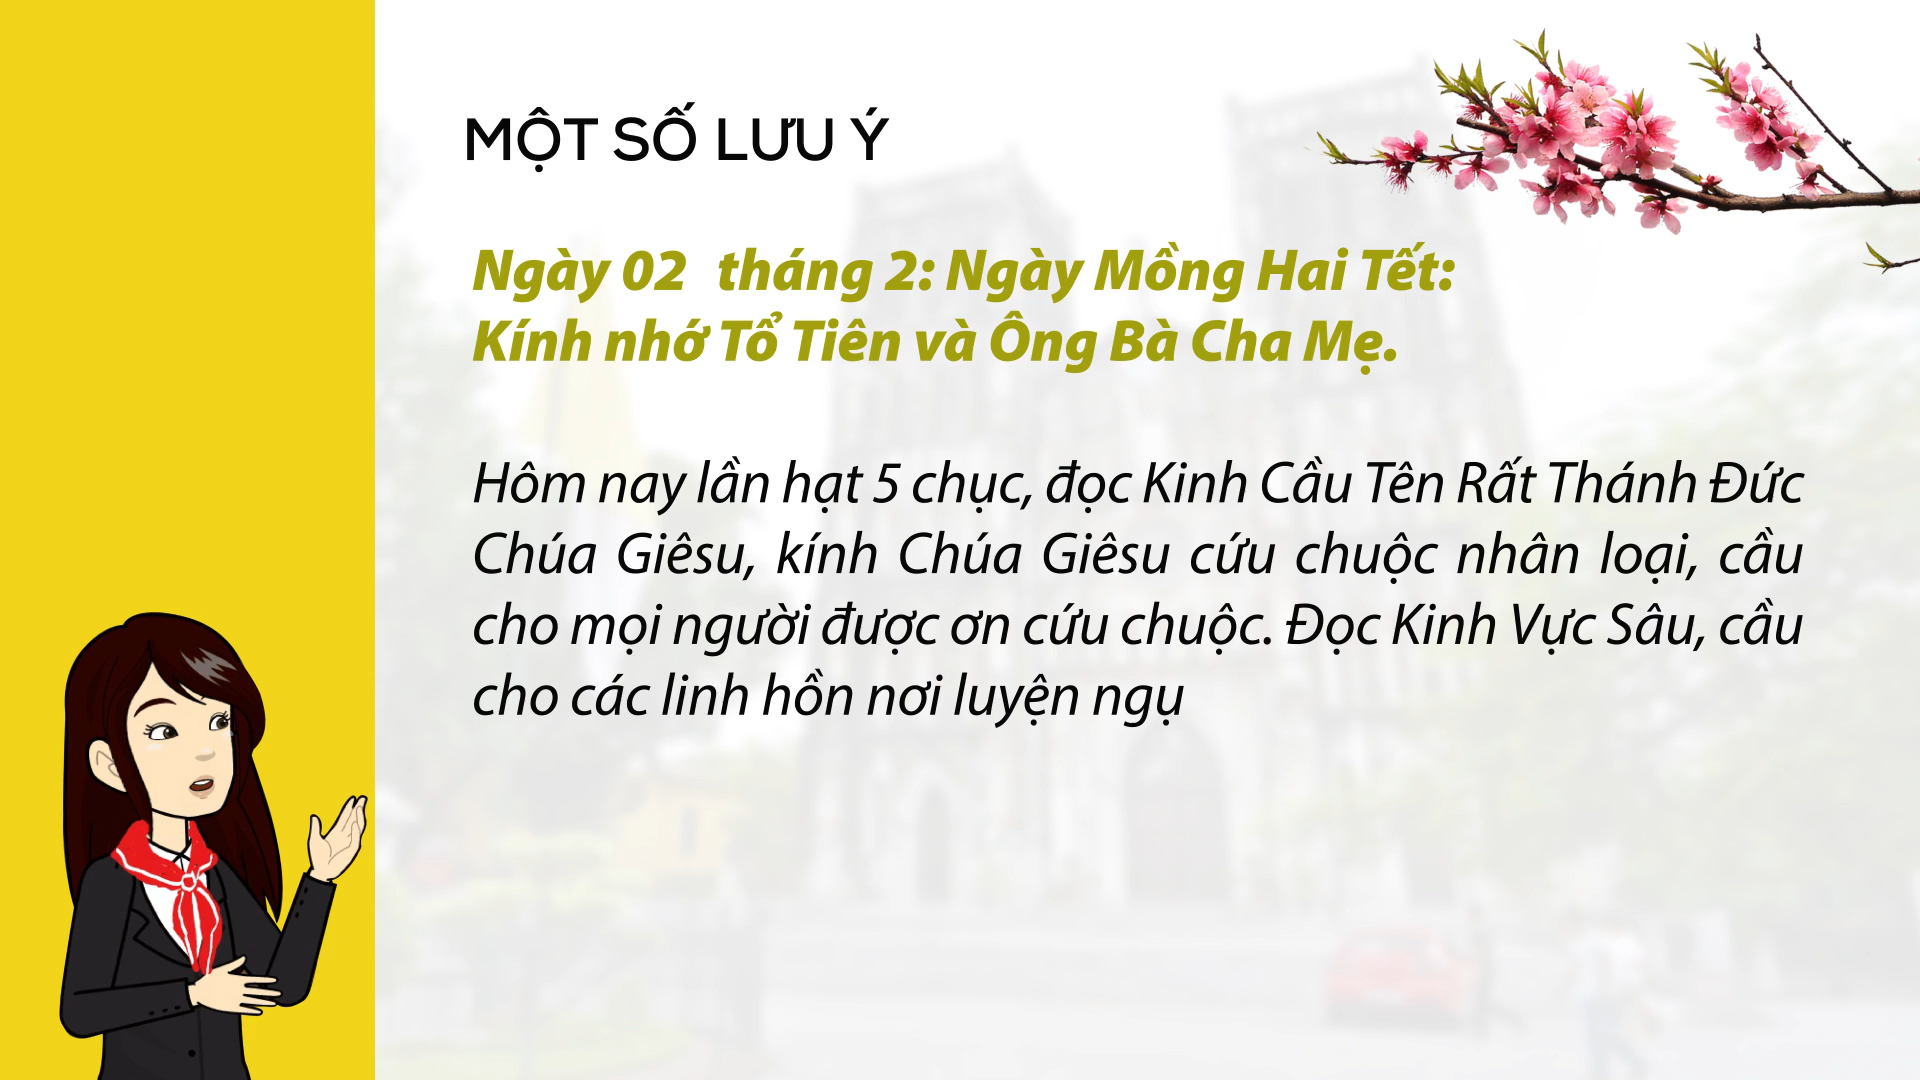 MỘT SỐ LƯU Ý
Ngày 02 tháng 2: Ngày Mồng Hai Tết:
Kính nhớ Tổ Tiên và Ông Bà Cha Mẹ.
Hôm nay lần hạt 5 chục, đọc Kinh Cầu Tên Rất Thánh Đức
Chúa Giêsu, kính Chúa Giêsu cứu chuộc nhân loại, cầu
cho mọi người được ơn cứu chuộc. Đọc Kinh Vực Sâu, cầu
cho các linh hồn nơi luyện ngụ